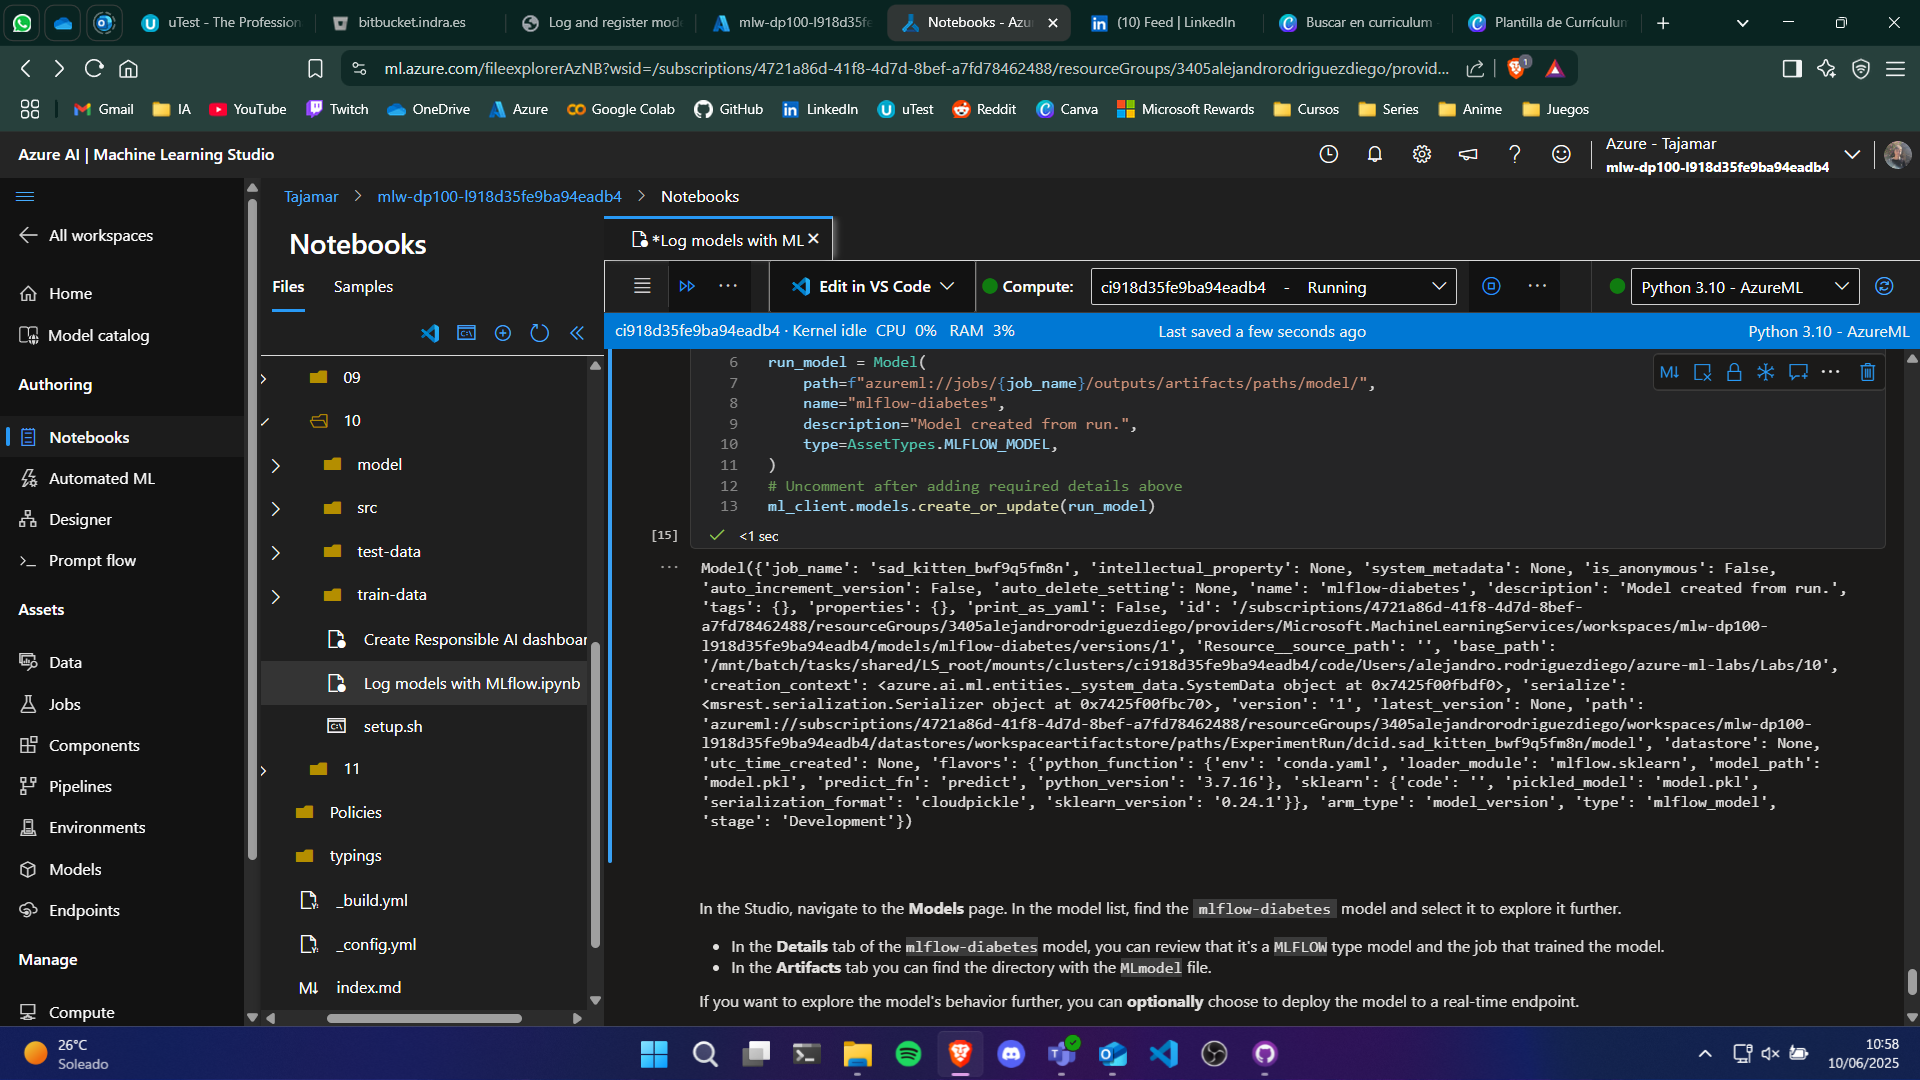 uTest - The Profession
bitbucket.indra.es
Log and register mod
mlw-dp100-l918d35fe
Notebooks - Azu
(10) Feed | LinkedIn
Buscar en curriculum
Plantilla de Currículum
ml.azure.com/fileexplorerAzNB?wsid=/subscriptions/4721a86d-41f8-4d7d-8bef-a7fd78462488/resourceGroups/3405alejandrorodriguezdiego/provid...
1
Gmail
IA
YouTube
Twitch
OneDrive
Azure
Google Colab
GitHub
LinkedIn
uTest
Reddit
Canva
Microsoft Rewards
Cursos
Series
Anime
Juegos
Azure AI | Machine Learning Studio
Azure - Tajamar
mlw-dp100-l918d35fe9ba94eadb4
All workspaces
Home
Model catalog
Authoring
Notebooks
Automated ML
Designer
Prompt flow
Assets
Data
Jobs
Components
Pipelines
Environments
Models
Endpoints
Manage
Compute
Tajamar > mlw-dp100-l918d35fe9ba94eadb4 > Notebooks
Notebooks
Files
Samples
09
10
model
src
test-data
train-data
Create Responsible AI dashboar
Log models with MLflow.ipynb
setup.sh
11
Policies
typings
_build.yml
_config.yml
index.md
*Log models with ML
Edit in VS Code
Compute:
ci918d35fe9ba94eadb4 - Running
Python 3.10 - AzureML
ci918d35fe9ba94eadb4 · Kernel idle CPU 0% RAM 3%
Last saved a few seconds ago
Python 3.10 - AzureML
6 run_model = Model(
7 path=f"azureml://jobs/{job_name}/outputs/artifacts/paths/model/",
8 name="mlflow-diabetes",
9 description="Model created from run.",
10 type=AssetTypes.MLFLOW_MODEL,
11 )
12 # Uncomment after adding required details above
13 ml_client.models.create_or_update(run_model)
[15] <1 sec
Model({'job_name': 'sad_kitten_bwf9q5fm8n', 'intellectual_property': None, 'system_metadata': None, 'is_anonymous': False,
'auto_increment_version': False, 'auto_delete_setting': None, 'name': 'mlflow-diabetes', 'description': 'Model created from run.',
'tags': {}, 'properties': {}, 'print_as_yaml': False, 'id': '/subscriptions/4721a86d-41f8-4d7d-8bef-
a7fd78462488/resourceGroups/3405alejandrorodriguezdiego/providers/Microsoft.MachineLearningServices/workspaces/mlw-dp100-
l918d35fe9ba94eadb4/models/mlflow-diabetes/versions/1', 'Resource__source_path': '', 'base_path':
'/mnt/batch/tasks/shared/LS_root/mounts/clusters/ci918d35fe9ba94eadb4/code/Users/alejandro.rodriguezdiego/azure-ml-labs/Labs/10',
'creation_context': <azure.ai.ml.entities._system_data.SystemData object at 0x7425f00fbdf0>, 'serialize':
<msrest.serialization.Serializer object at 0x7425f00fbc70>, 'version': '1', 'latest_version': None, 'path':
'azureml://subscriptions/4721a86d-41f8-4d7d-8bef-a7fd78462488/resourceGroups/3405alejandrorodriguezdiego/workspaces/mlw-dp100-
l918d35fe9ba94eadb4/datastores/workspaceartifactstore/paths/ExperimentRun/dcid.sad_kitten_bwf9q5fm8n/model', 'datastore': None,
'utc_time_created': None, 'flavors': {'python_function': {'env': 'conda.yaml', 'loader_module': 'mlflow.sklearn', 'model_path':
'model.pkl', 'predict_fn': 'predict', 'python_version': '3.7.16'}, 'sklearn': {'code': '', 'pickled_model': 'model.pkl',
'serialization_format': 'cloudpickle', 'sklearn_version': '0.24.1'}}, 'arm_type': 'model_version', 'type': 'mlflow_model',
'stage': 'Development'})
In the Studio, navigate to the Models page. In the model list, find the mlflow-diabetes model and select it to explore it further.
• In the Details tab of the mlflow-diabetes model, you can review that it's a MLFLOW type model and the job that trained the model.
• In the Artifacts tab you can find the directory with the MLmodel file.
If you want to explore the model's behavior further, you can optionally choose to deploy the model to a real-time endpoint.
26°C
Soleado
10:58
10/06/2025